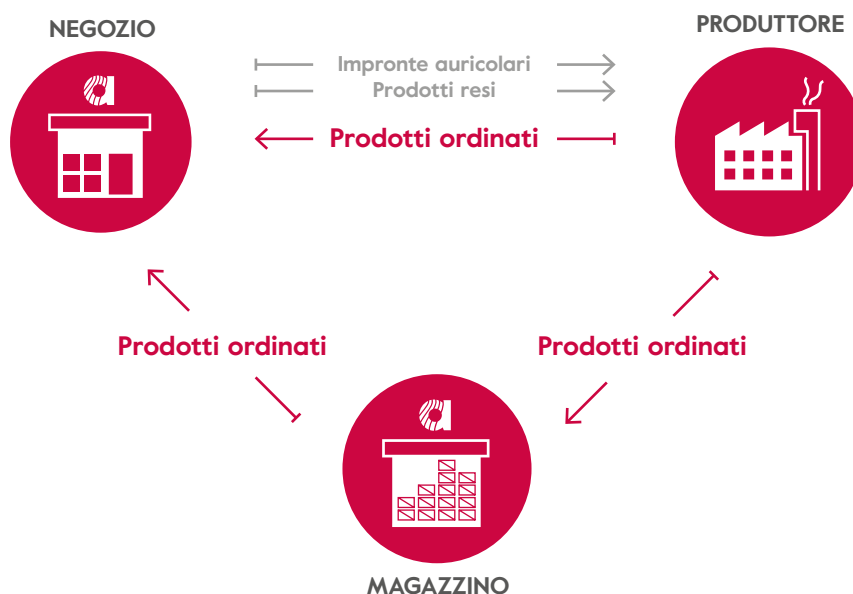 NEGOZIO
PRODUTTORE
Impronte auricolari
Prodotti resi
Prodotti ordinati
Prodotti ordinati
Prodotti ordinati
MAGAZZINO